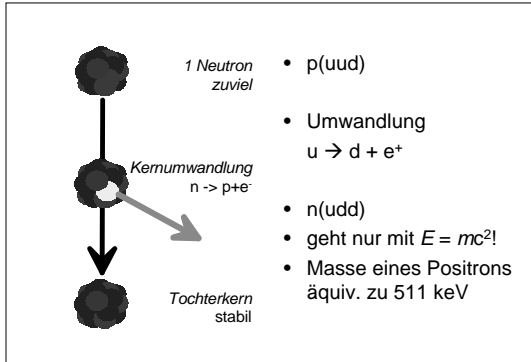 1 Neutron
zuviel
Kernumwandlung
n -> p+e-
Tochterkern
stabil
• p(uud)
• Umwandlung
u → d + e⁺
• n(udd)
• geht nur mit E = mc²!
• Masse eines Positrons
äquiv. zu 511 keV